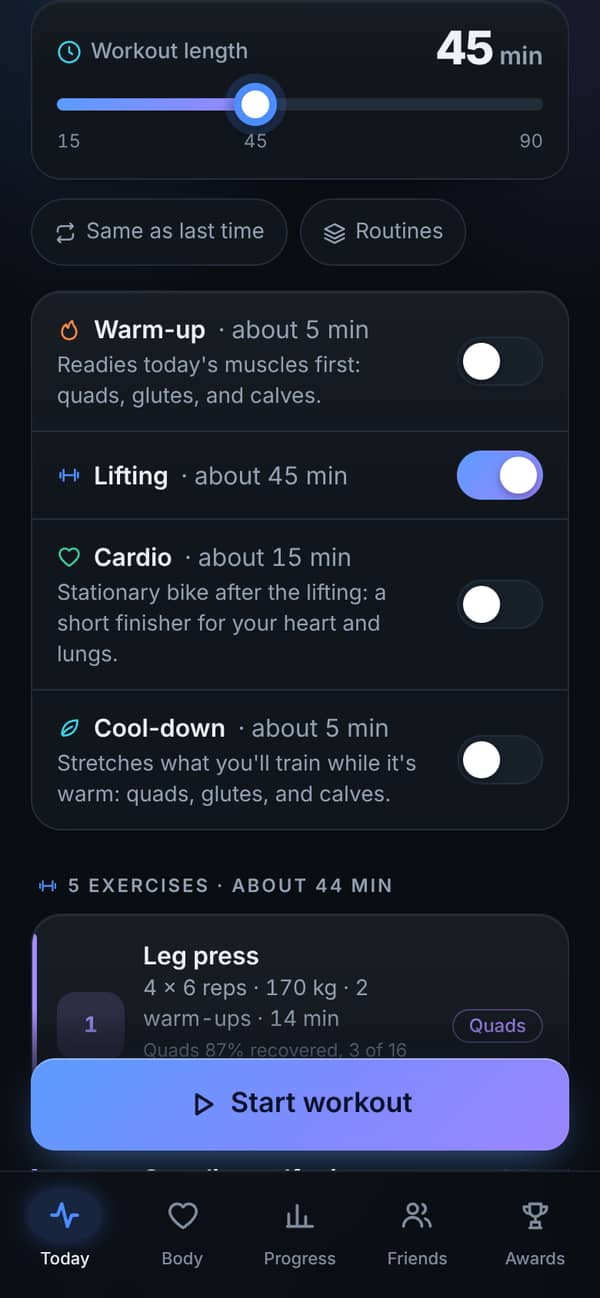 Workout length
45 min
15 45 90
Same as last time Routines
Warm-up · about 5 min
Readies today's muscles first:
quads, glutes, and calves.
Lifting · about 45 min
Cardio · about 15 min
Stationary bike after the lifting: a
short finisher for your heart and
lungs.
Cool-down · about 5 min
Stretches what you'll train while it's
warm: quads, glutes, and calves.
5 EXERCISES · ABOUT 44 MIN
Leg press
4 × 6 reps · 170 kg · 2
warm-ups · 14 min
1
Quads
Quads 87% recovered, 3 of 16
Start workout
Today Body Progress Friends Awards